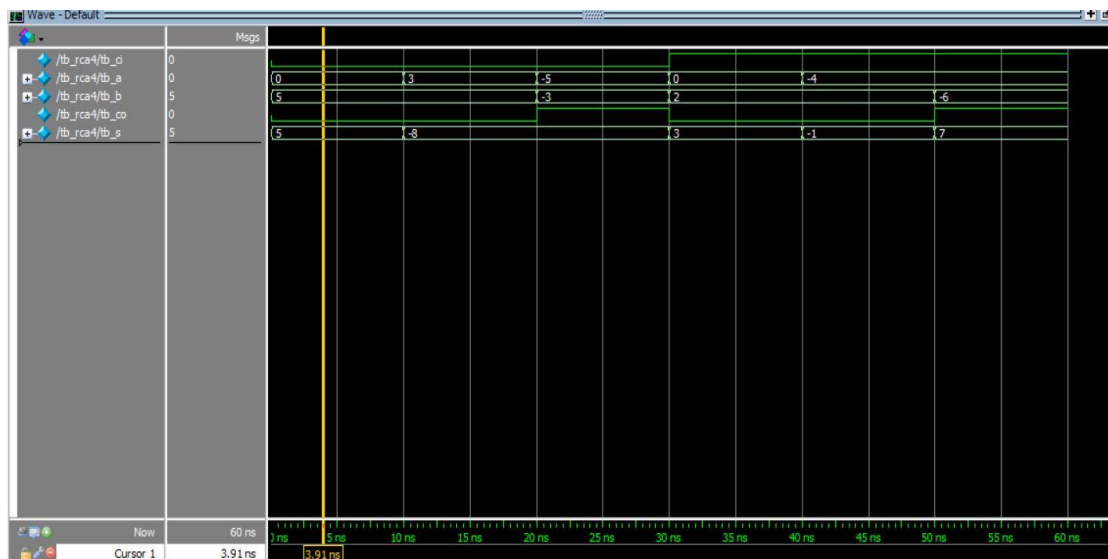 Wave - Default
Msgs
/tb_rca4/tb_ci 0
/tb_rca4/tb_a 0 0 3 -5 0 -4
/tb_rca4/tb_b 5 5 -3 2 -6
/tb_rca4/tb_co 0
/tb_rca4/tb_s 5 5 -8 3 -1 7
Now 60 ns ns 5 ns 10 ns 15 ns 20 ns 25 ns 30 ns 35 ns 40 ns 45 ns 50 ns 55 ns 60 ns
Cursor 1 3.91 ns 3.91 ns